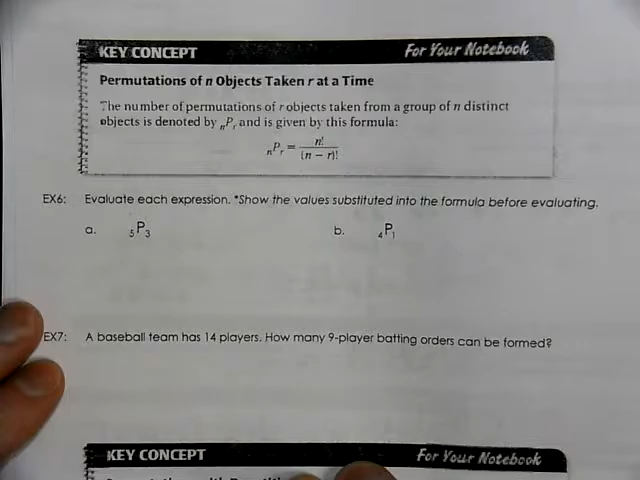 KEY CONCEPT For Your Notebook
Permutations of n Objects Taken r at a Time
The number of permutations of r objects taken from a group of n distinct
objects is denoted by ₙPᵣ and is given by this formula:
ₙPᵣ = n! / (n − r)!
EX6: Evaluate each expression. *Show the values substituted into the formula before evaluating.
a. ₅P₃ b. ₄P₁
EX7: A baseball team has 14 players. How many 9-player batting orders can be formed?
KEY CONCEPT For Your Notebook